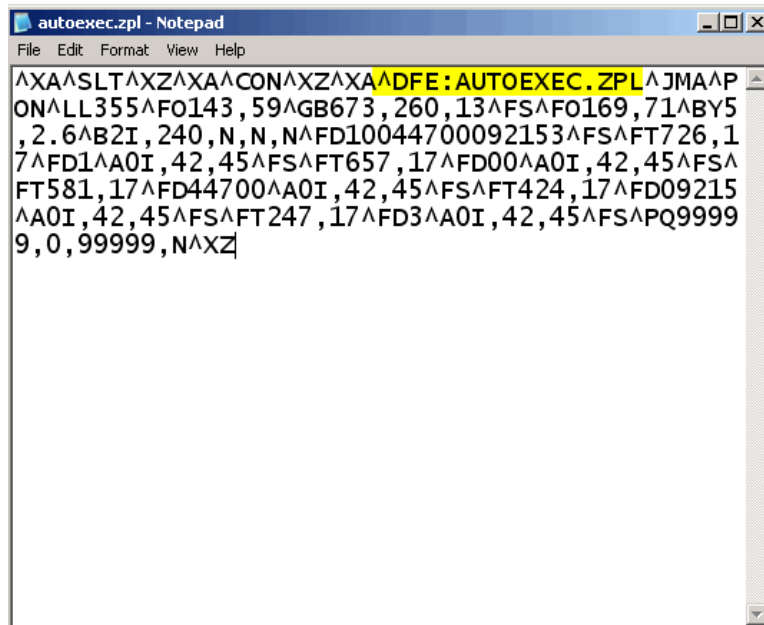 autoexec.zpl - Notepad
File Edit Format View Help
^XA^SLT^XZ^XA^CON^XZ^XA^DFE:AUTOEXEC.ZPL^JMA^P
ON^LL355^FO143,59^GB673,260,13^FS^FO169,71^BY5
,2.6^B2I,240,N,N,N^FD10044700092153^FS^FT726,1
7^FD1^A0I,42,45^FS^FT657,17^FD00^A0I,42,45^FS^
FT581,17^FD44700^A0I,42,45^FS^FT424,17^FD09215
^A0I,42,45^FS^FT247,17^FD3^A0I,42,45^FS^PQ9999
9,0,99999,N^XZ